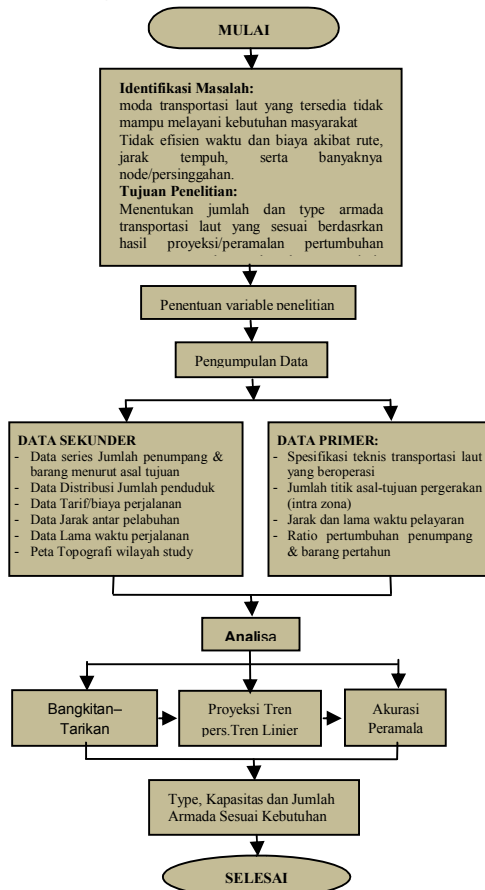 MULAI
Identifikasi Masalah:
moda transportasi laut yang tersedia tidak
mampu melayani kebutuhan masyarakat
Tidak efisien waktu dan biaya akibat rute,
jarak tempuh, serta banyaknya
node/persinggahan.
Tujuan Penelitian:
Menentukan jumlah dan type armada
transportasi laut yang sesuai berdasrkan
hasil proyeksi/peramalan pertumbuhan
Penentuan variable penelitian
Pengumpulan Data
DATA SEKUNDER
- Data series Jumlah penumpang &
barang menurut asal tujuan
- Data Distribusi Jumlah penduduk
- Data Tarif/biaya perjalanan
- Data Jarak antar pelabuhan
- Data Lama waktu perjalanan
- Peta Topografi wilayah study
DATA PRIMER:
- Spesifikasi teknis transportasi laut
yang beroperasi
- Jumlah titik asal-tujuan pergerakan
(intra zona)
- Jarak dan lama waktu pelayaran
- Ratio pertumbuhan penumpang
& barang pertahun
Analisa
Bangkitan–
Tarikan
Proyeksi Tren
pers.Tren Linier
Akurasi
Peramala
Type, Kapasitas dan Jumlah
Armada Sesuai Kebutuhan
SELESAI